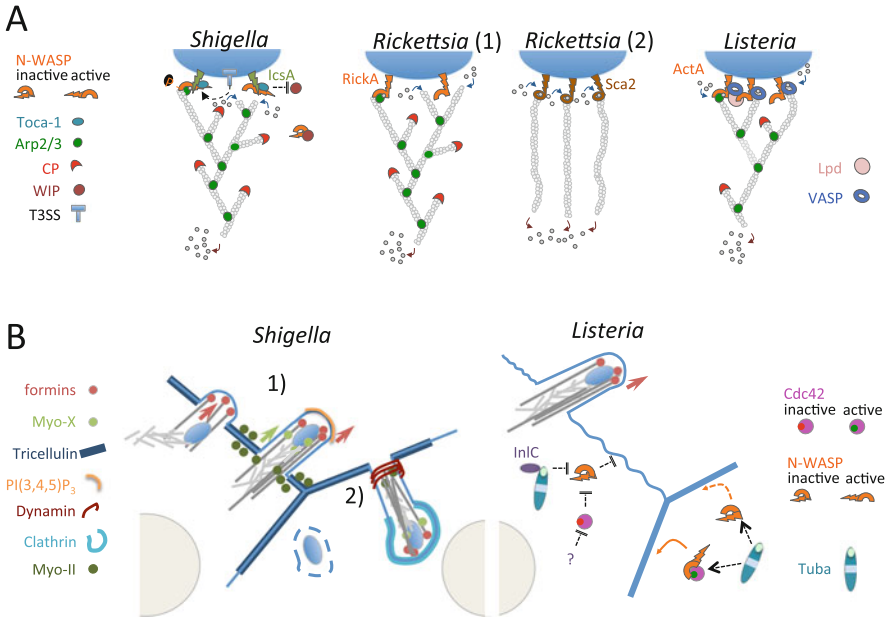 A
Shigella
Rickettsia (1)
Rickettsia (2)
Listeria
N-WASP
inactive active
Toca-1
Arp2/3
CP
WIP
T3SS
IcsA
RickA
Sca2
ActA
Lpd
VASP
B
Shigella
Listeria
formins
Myo-X
Tricellulin
PI(3,4,5)P3
Dynamin
Clathrin
Myo-II
1)
2)
InlC
?
Cdc42
inactive active
N-WASP
inactive active
Tuba